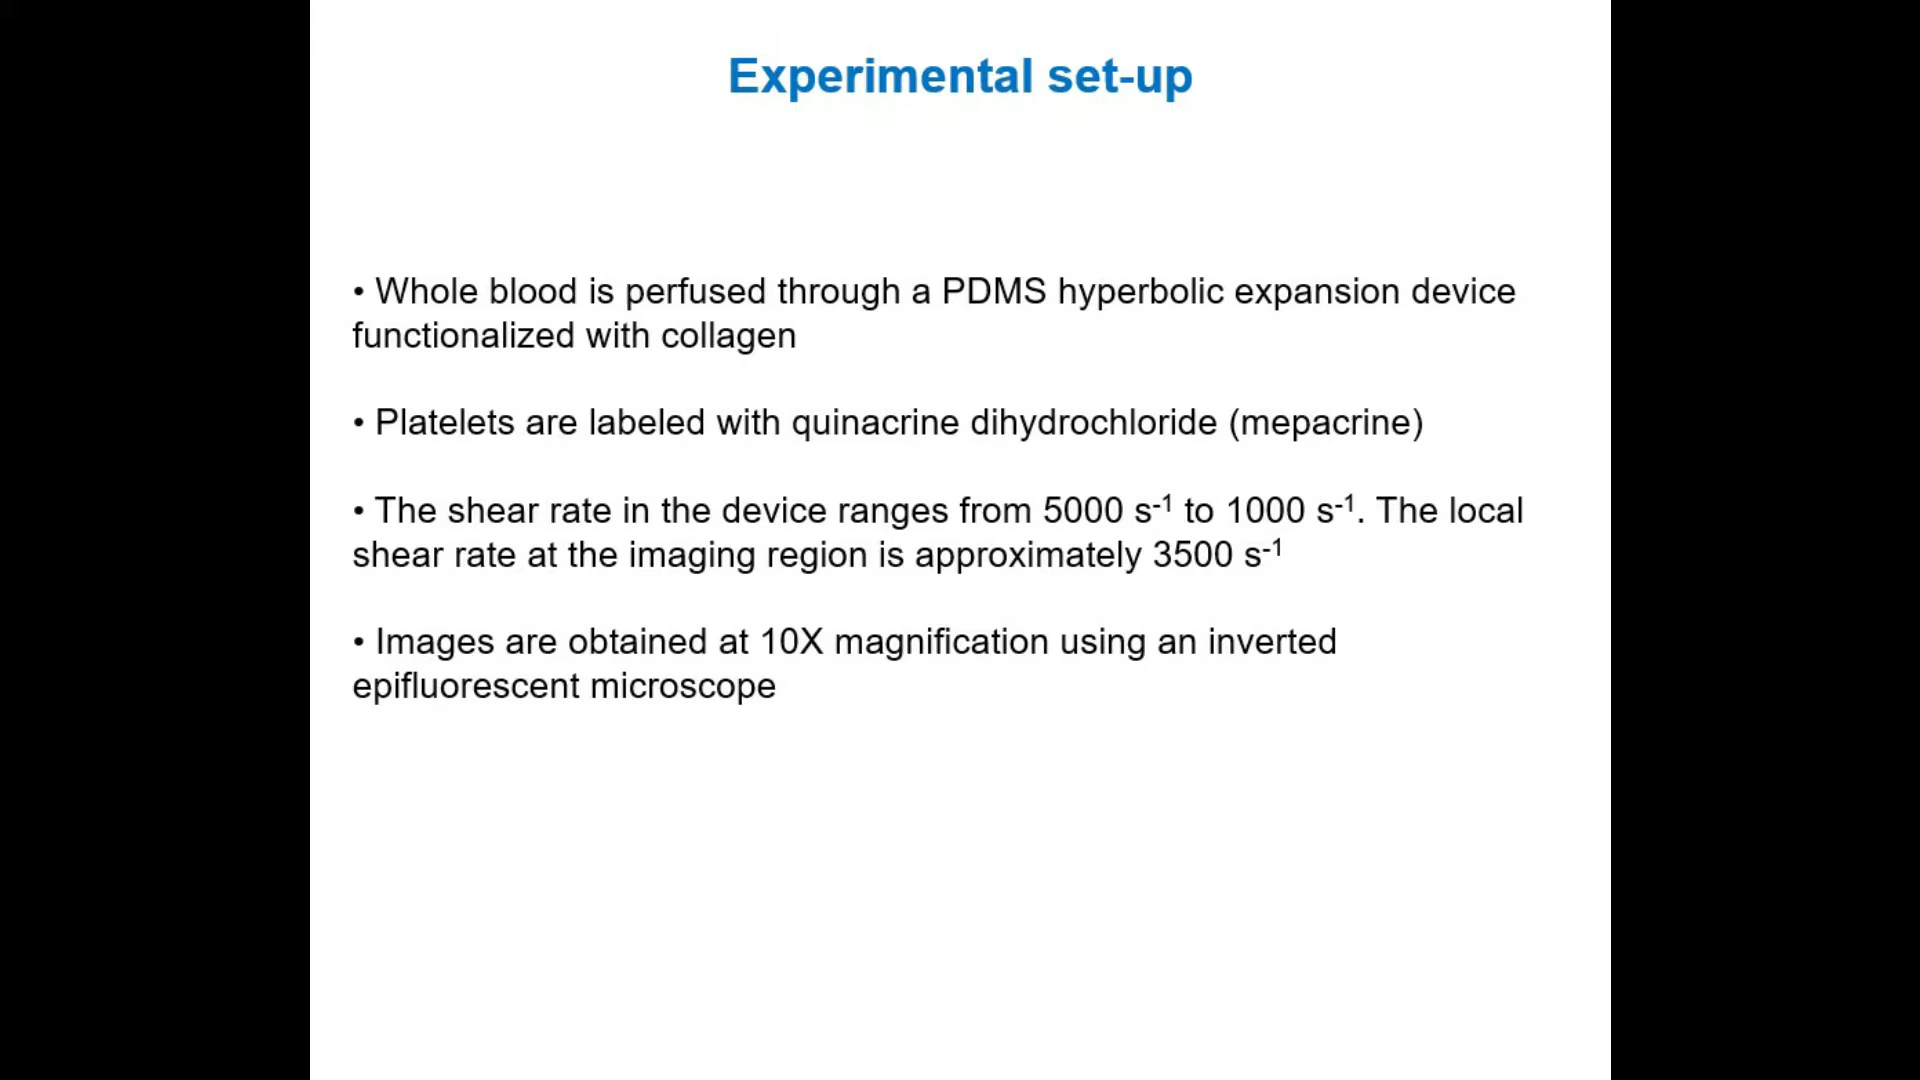 Experimental set-up
• Whole blood is perfused through a PDMS hyperbolic expansion device
functionalized with collagen
• Platelets are labeled with quinacrine dihydrochloride (mepacrine)
• The shear rate in the device ranges from 5000 s⁻¹ to 1000 s⁻¹. The local
shear rate at the imaging region is approximately 3500 s⁻¹
• Images are obtained at 10X magnification using an inverted
epifluorescent microscope